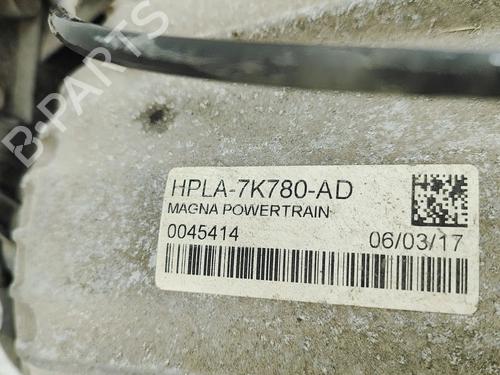 B-PARTS
HPLA-7K780-AD
MAGNA POWERTRAIN
0045414
06/03/17